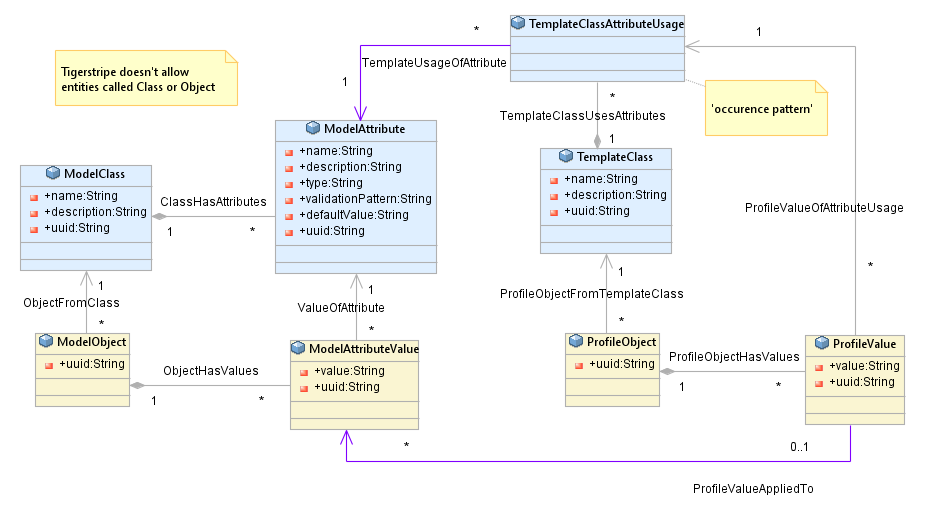 TemplateClassAttributeUsage
*
1
Tigerstripe doesn't allow
entities called Class or Object
TemplateUsageOfAttribute
1
'occurence pattern'
*
TemplateClassUsesAttributes
1
ModelAttribute
+name:String
+description:String
+type:String
+validationPattern:String
+defaultValue:String
+uuid:String
TemplateClass
+name:String
+description:String
+uuid:String
ModelClass
+name:String
+description:String
+uuid:String
ClassHasAttributes
1
*
ProfileValueOfAttributeUsage
*
1
ObjectFromClass
*
1
ValueOfAttribute
*
1
ProfileObjectFromTemplateClass
*
ModelObject
+uuid:String
ObjectHasValues
1
*
ModelAttributeValue
+value:String
+uuid:String
ProfileObject
+uuid:String
ProfileObjectHasValues
1
*
ProfileValue
+value:String
+uuid:String
*
0..1
ProfileValueAppliedTo